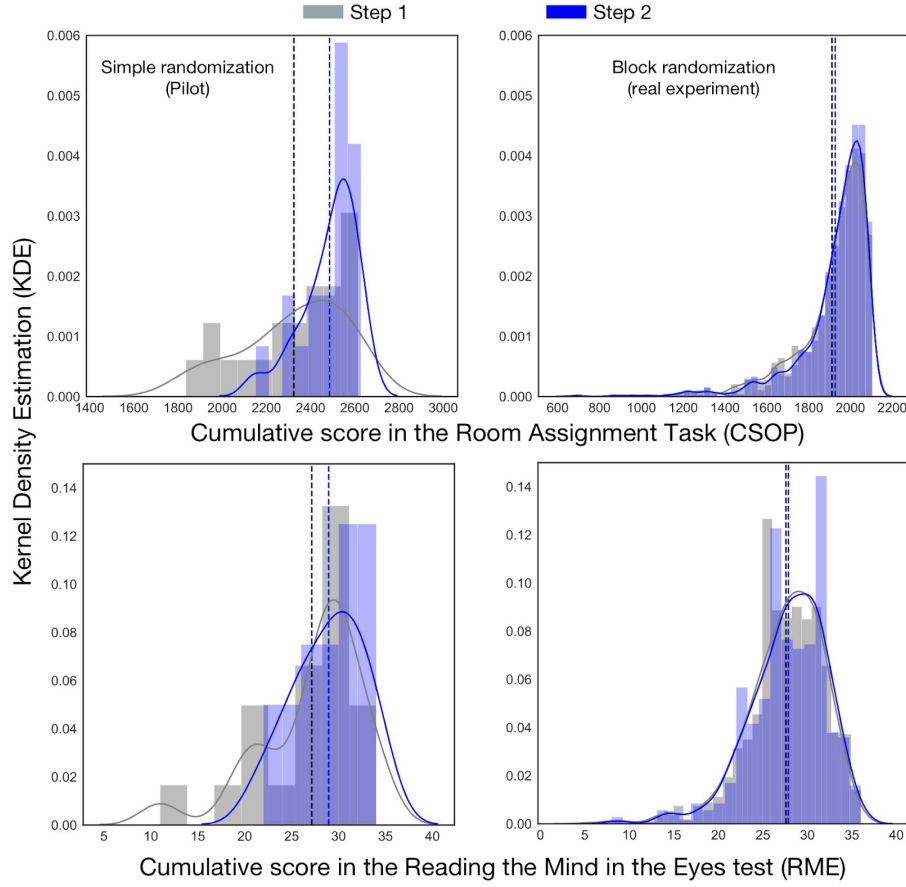 Step 1
Step 2
Kernel Density Estimation (KDE)
0.006
0.005
0.004
0.003
0.002
0.001
0.000
Simple randomization
(Pilot)
1400 1600 1800 2000 2200 2400 2600 2800 3000
0.006
0.005
0.004
0.003
0.002
0.001
0.000
Block randomization
(real experiment)
600 800 1000 1200 1400 1600 1800 2000 2200
Cumulative score in the Room Assignment Task (CSOP)
0.14
0.12
0.10
0.08
0.06
0.04
0.02
0.00
5 10 15 20 25 30 35 40
0.14
0.12
0.10
0.08
0.06
0.04
0.02
0.00
0 5 10 15 20 25 30 35 40
Cumulative score in the Reading the Mind in the Eyes test (RME)